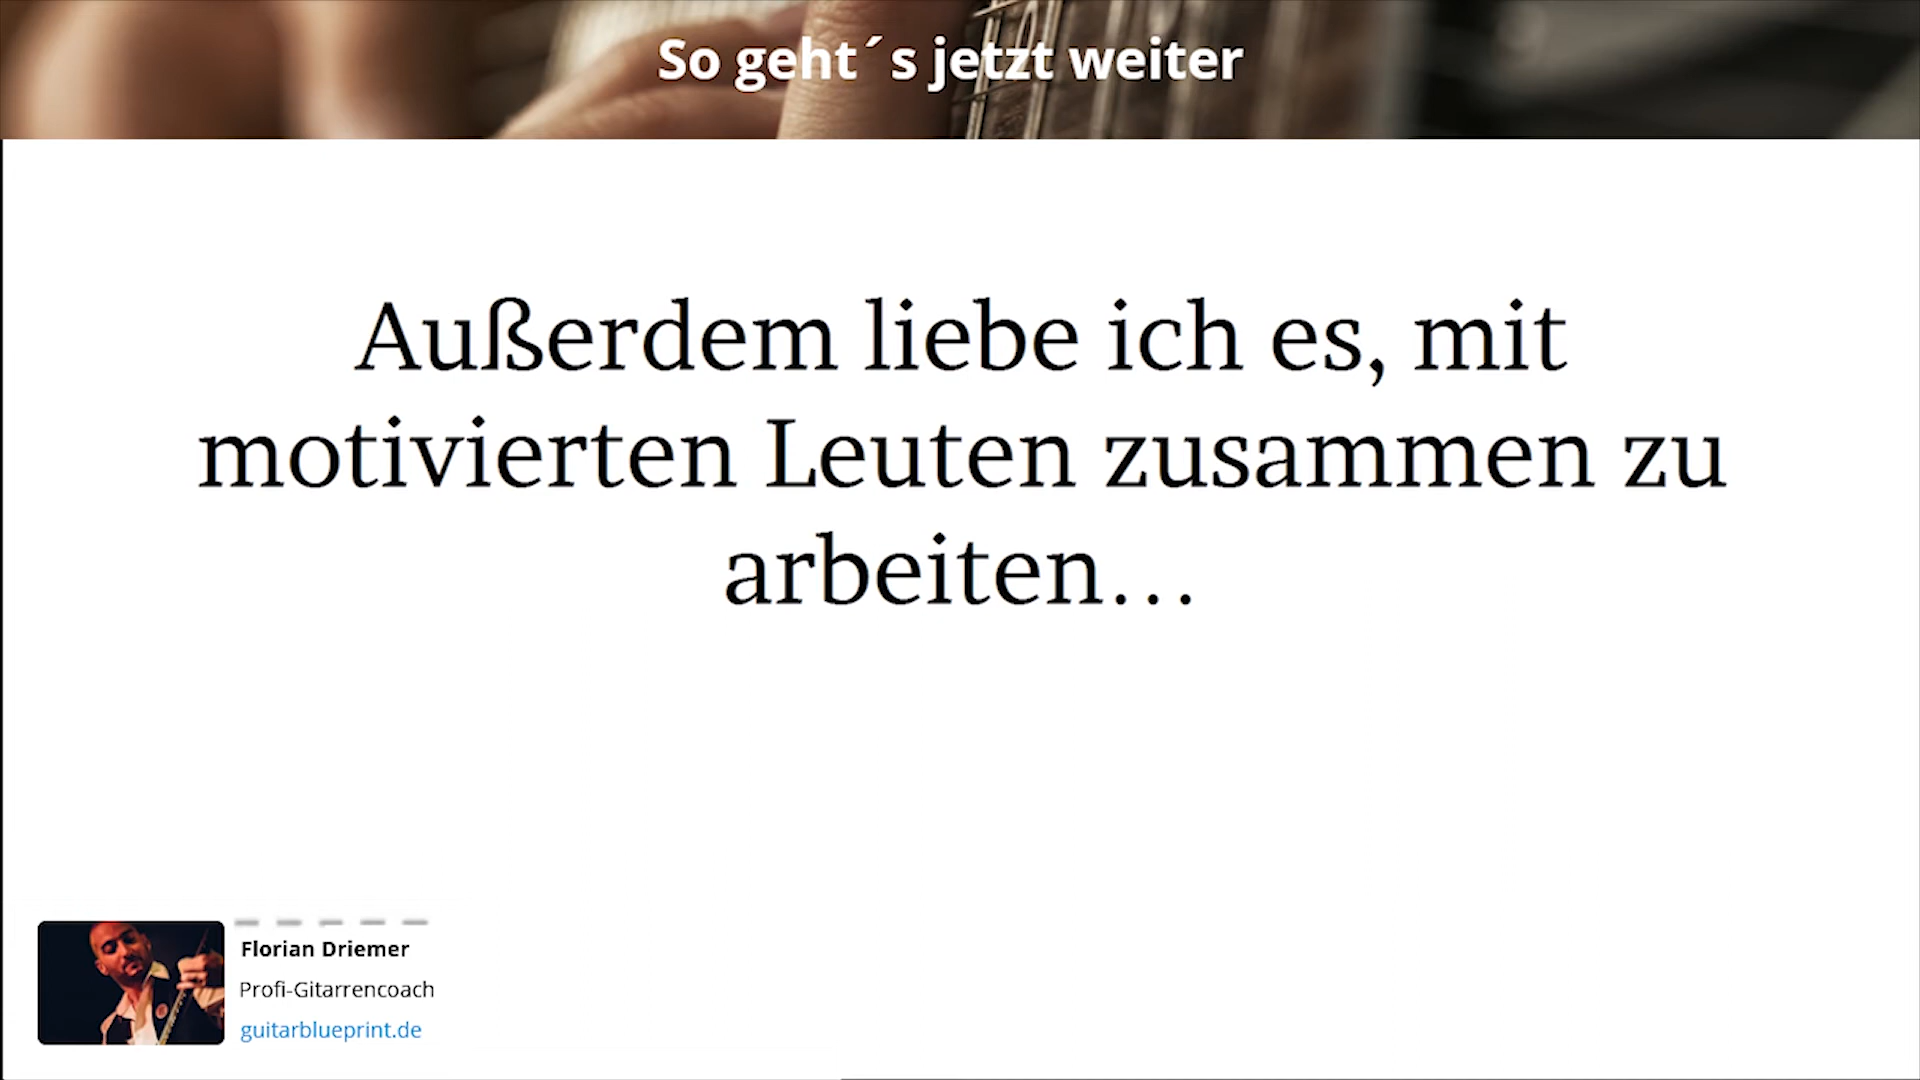 So geht´s jetzt weiter
Außerdem liebe ich es, mit
motivierten Leuten zusammen zu
arbeiten…
Florian Driemer
Profi-Gitarrencoach
guitarblueprint.de